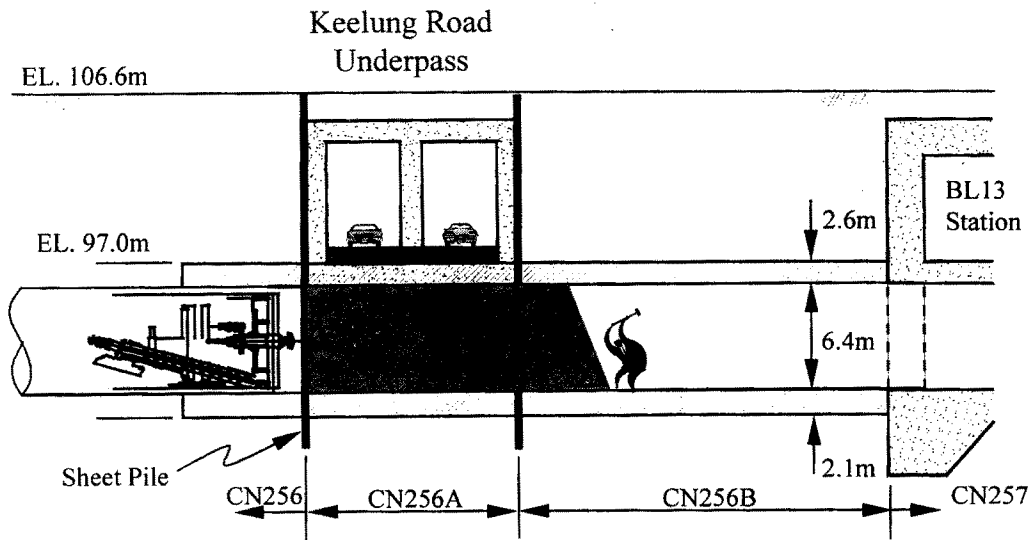 Keelung Road
Underpass
EL. 106.6m
BL13
Station
2.6m
EL. 97.0m
6.4m
Sheet Pile
2.1m
CN256
CN256A
CN256B
CN257